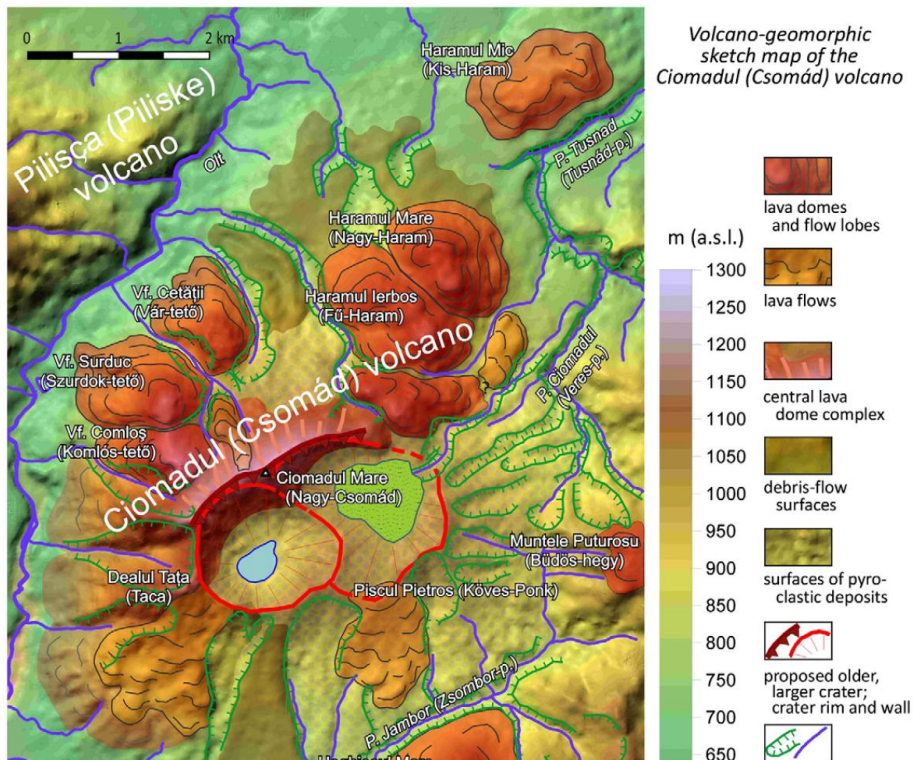 0 1 2 km
Haramul Mic
(Kis-Haram)
Pilişca (Piliske)
volcano
Olt
P. Tusnad
(Tusnád-p.)
Haramul Mare
(Nagy-Haram)
Vf. Cetăţii
(Vár-tető)
Haramul Ierbos
(Fű-Haram)
Vf. Surduc
(Szurdok-tető)
P. Ciomadul
(Veres-p.)
Vf. Comloş
(Komlós-tető)
Ciomadul (Csomád) volcano
Ciomadul Mare
(Nagy-Csomád)
Muntele Puturosu
(Büdös-hegy)
Dealul Taţa
(Taca)
Piscul Pietros (Köves-Ponk)
P. Jambor (Zsombor-p.)
Volcano-geomorphic
sketch map of the
Ciomadul (Csomád) volcano
m (a.s.l.)
1300
1250
1200
1150
1100
1050
1000
950
900
850
800
750
700
650
lava domes
and flow lobes
lava flows
central lava
dome complex
debris-flow
surfaces
surfaces of pyro-
clastic deposits
proposed older,
larger crater;
crater rim and wall